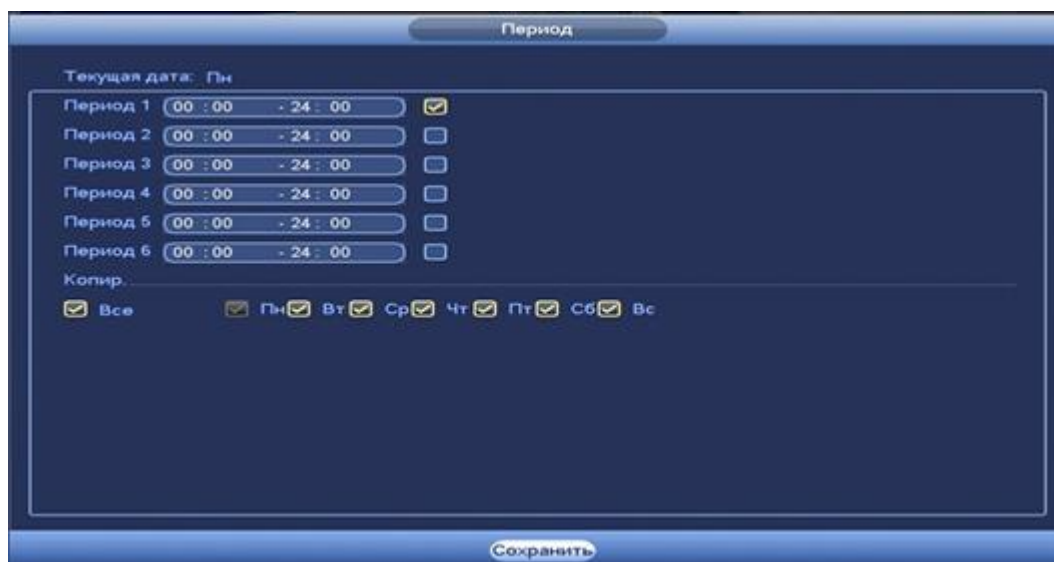 Период
Текущая дата: Пн
Период 1 00 : 00 - 24 : 00
Период 2 00 : 00 - 24 : 00
Период 3 00 : 00 - 24 : 00
Период 4 00 : 00 - 24 : 00
Период 5 00 : 00 - 24 : 00
Период 6 00 : 00 - 24 : 00
Копир.
Все Пн Вт Ср Чт Пт Сб Вс
Сохранить